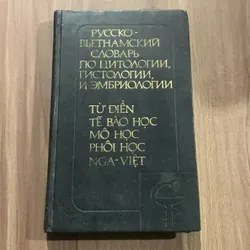 РУССКО-
ВЬЕТНАМСКИЙ
СЛОВАРЬ
ПО ЦИТОЛОГИИ,
ГИСТОЛОГИИ,
И ЭМБРИОЛОГИИ
TỪ ĐIỂN
TẾ BÀO HỌC
MÔ HỌC
PHÔI HỌC
NGA-VIỆT